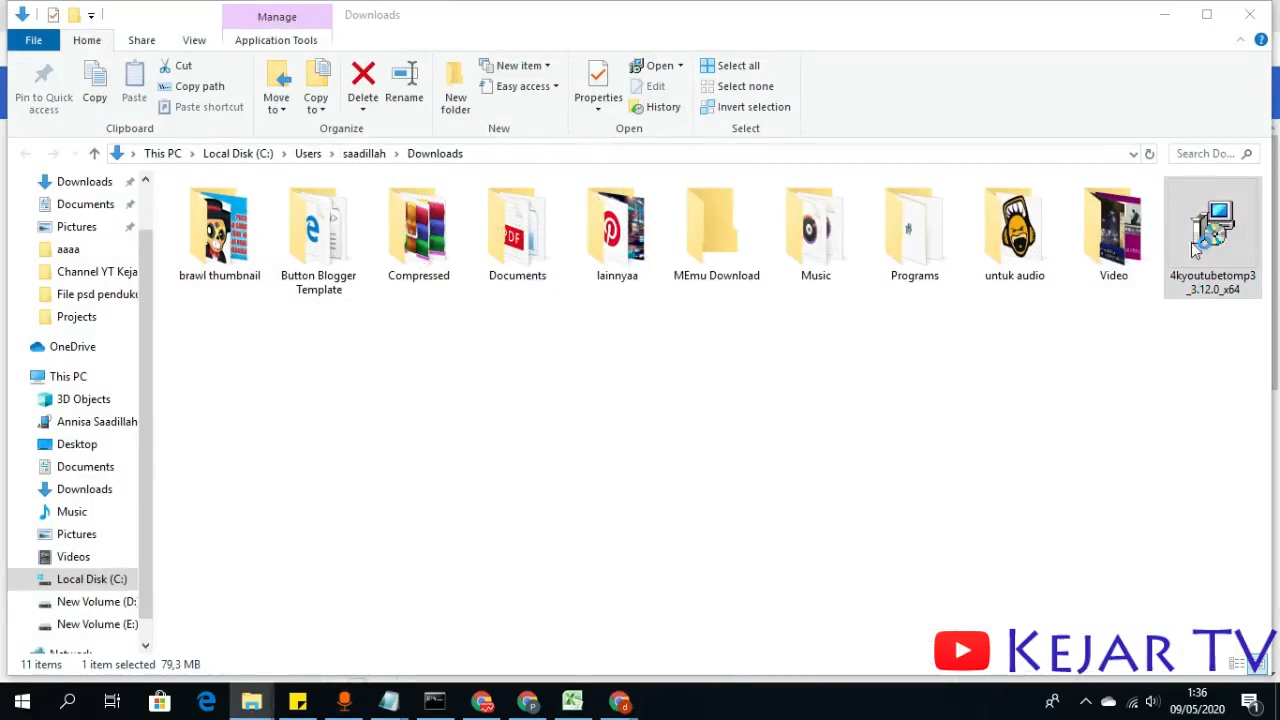 Manage
Downloads
File
Home
Share
View
Application Tools
Pin to Quick access
Copy
Paste
Cut
Copy path
Paste shortcut
Clipboard
Move to
Copy to
Delete
Rename
Organize
New folder
New item
Easy access
New
Properties
Open
Edit
History
Open
Select all
Select none
Invert selection
Select
This PC
Local Disk (C:)
Users
saadillah
Downloads
Search Do...
Downloads
Documents
Pictures
aaaa
Channel YT Keja
File psd penduku
Projects
OneDrive
This PC
3D Objects
Annisa Saadillah
Desktop
Documents
Downloads
Music
Pictures
Videos
Local Disk (C:)
New Volume (D:
New Volume (E:)
brawl thumbnail
Button Blogger
Template
Compressed
PDF
Documents
lainnyaa
MEmu Download
Music
Programs
untuk audio
Video
4kyoutubetomp3
_3.12.0_x64
11 items
1 item selected
79,3 MB
Kejar TV
1:36
09/05/2020